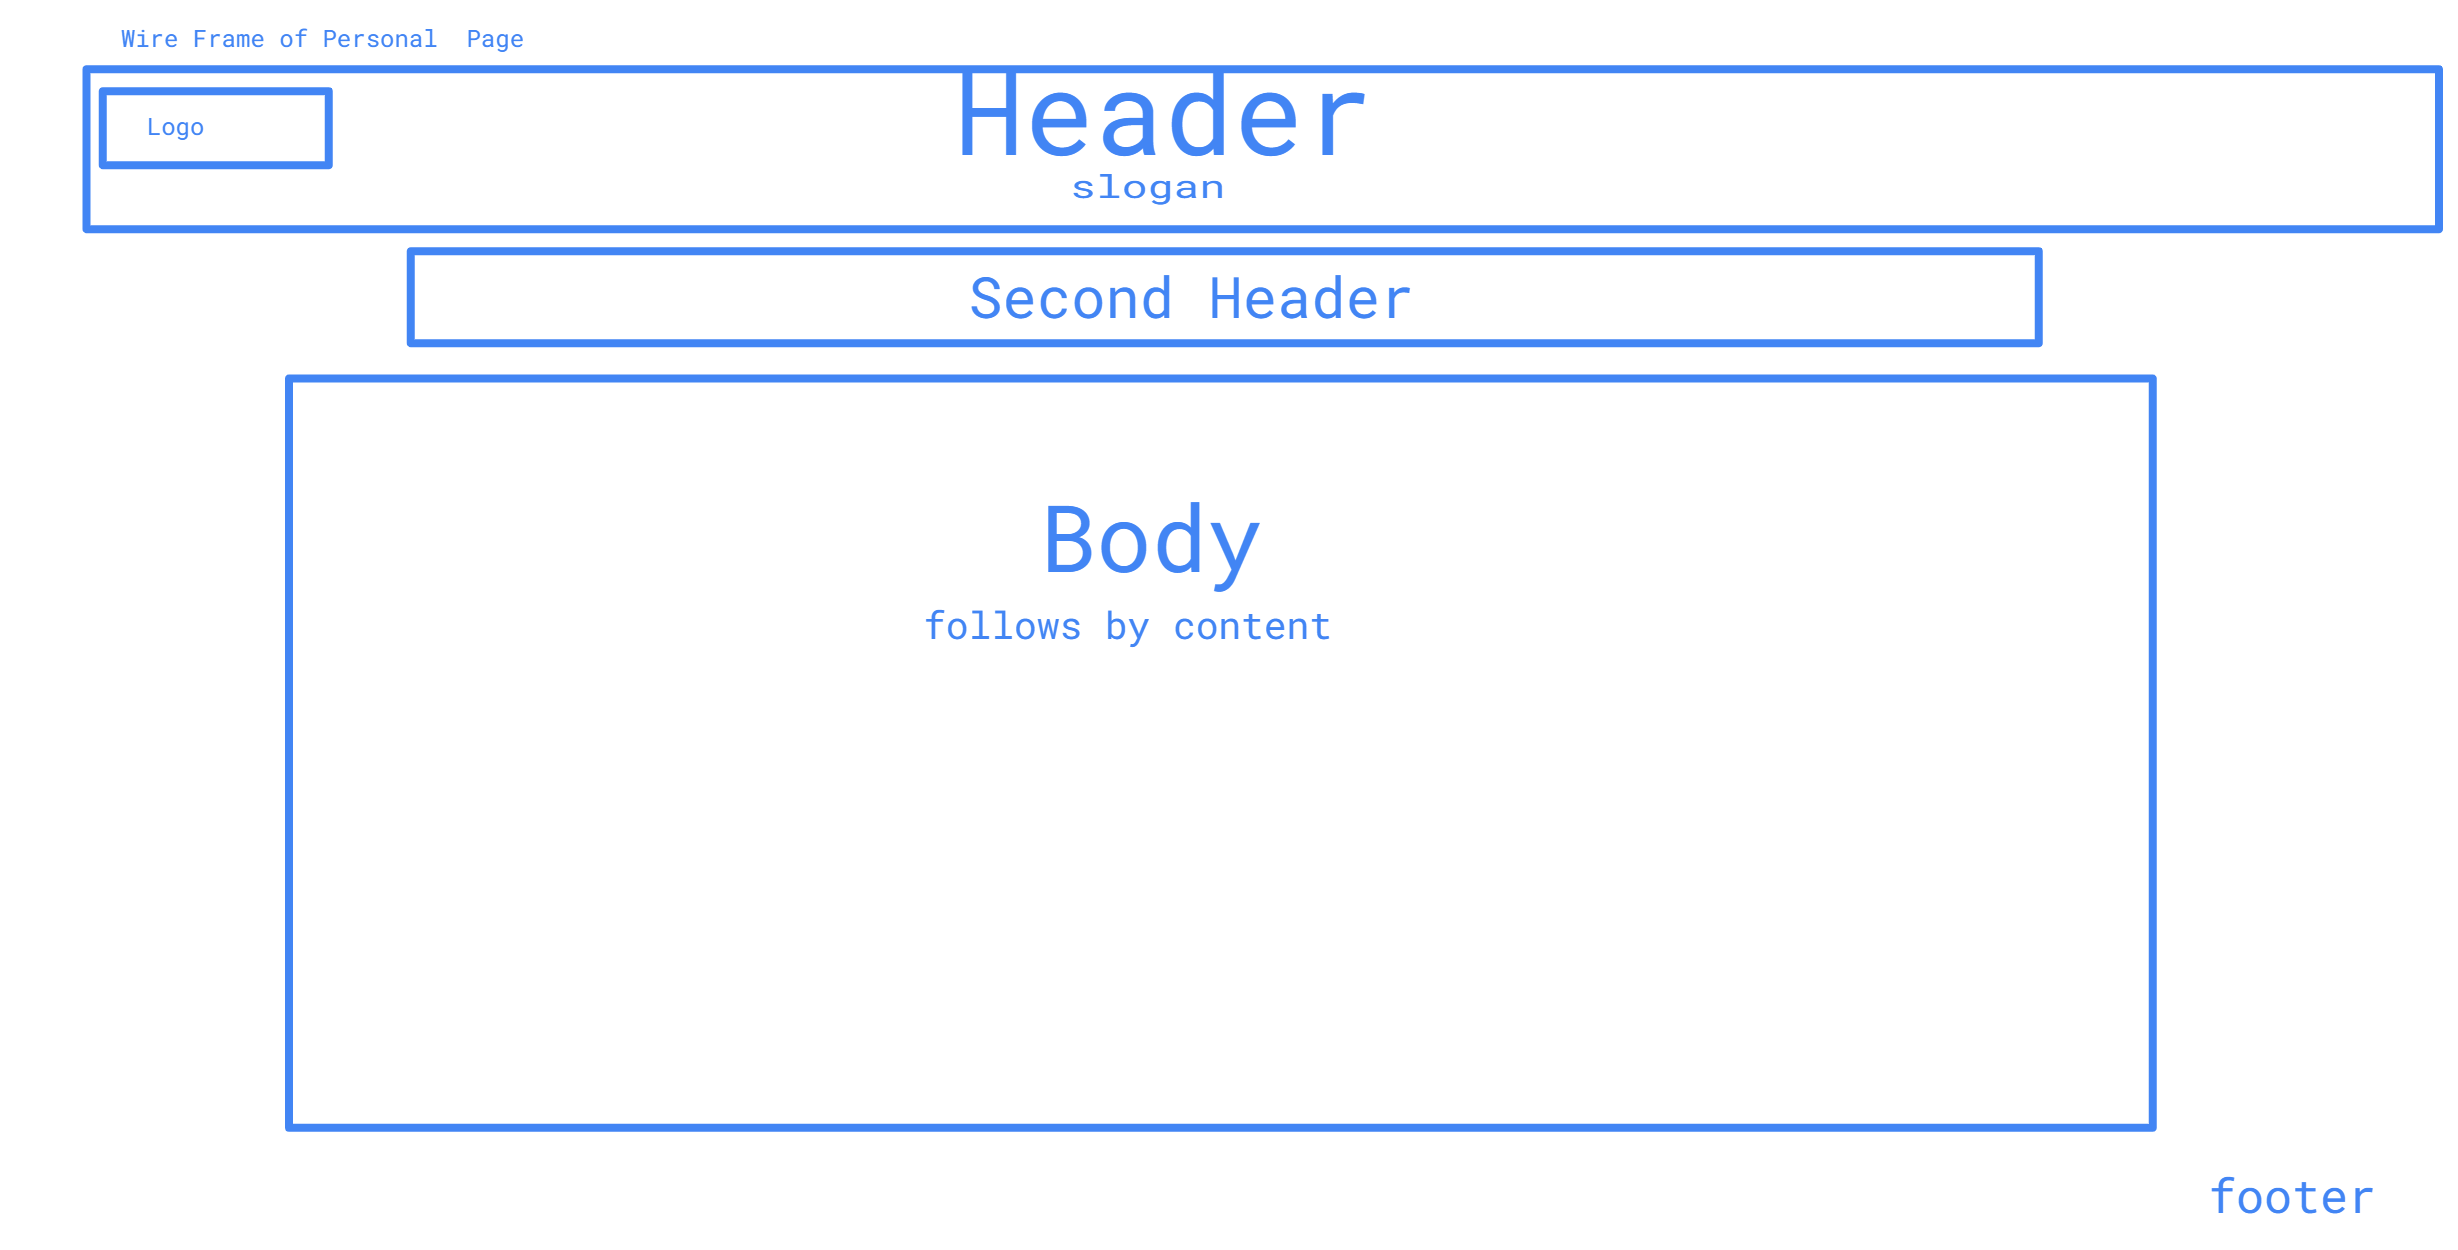 Wire Frame of Personal  Page
Header
Logo
slogan
Second Header
Body
follows by content
footer